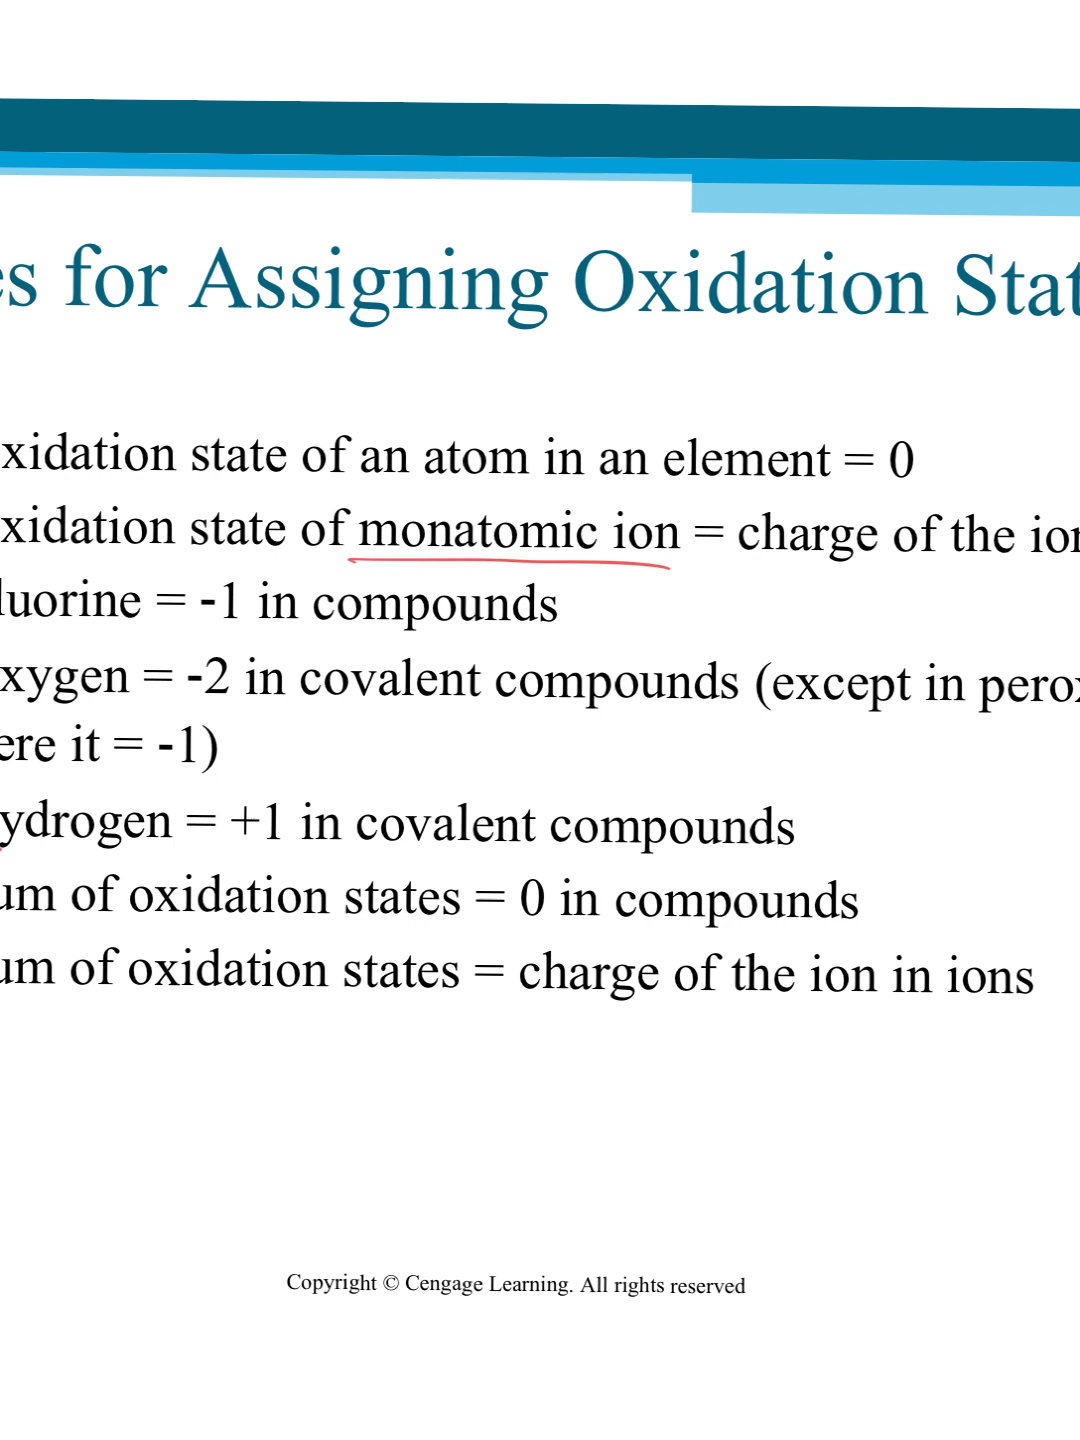 es for Assigning Oxidation Stat
xidation state of an atom in an element = 0
xidation state of monatomic ion = charge of the ion
luorine = -1 in compounds
xygen = -2 in covalent compounds (except in perox
ere it = -1)
ydrogen = +1 in covalent compounds
um of oxidation states = 0 in compounds
um of oxidation states = charge of the ion in ions
Copyright © Cengage Learning. All rights reserved